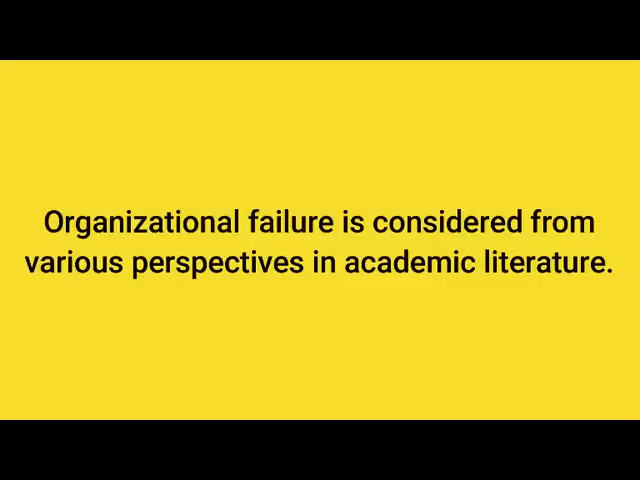 Organizational failure is considered from
various perspectives in academic literature.